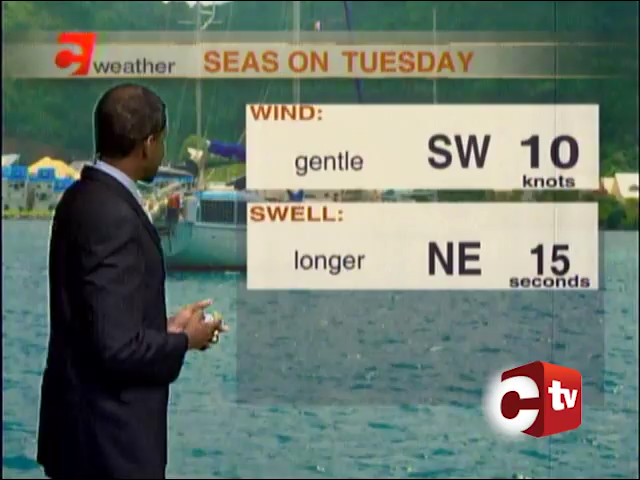 C weather SEAS ON TUESDAY
WIND:
gentle SW 10
knots
SWELL:
longer NE 15
seconds
C tv